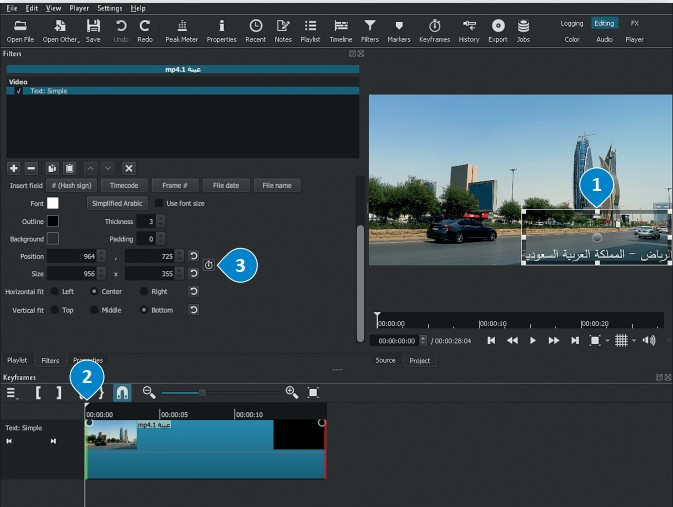 File Edit View Player Settings Help
Open File Open Other.. Save Undo Redo Peak Meter Properties Recent Notes Playlist Timeline Filters Markers Keyframes History Export Jobs
Logging Editing FX
Color Audio Player
Filters
عينة 1.mp4
Video
Text: Simple
Insert field # (Hash sign) Timecode Frame # File date File name
Font Simplified Arabic Use font size
Outline Thickness 3
Background Padding 0
Position 964 , 725
Size 956 x 355
Horizontal fit Left Center Right
Vertical fit Top Middle Bottom
3
1
الرياض - المملكة العربية السعودية
00:00:00 00:00:10 00:00:20
00:00:00:00 / 00:00:28:04
Playlist Filters Properties
Source Project
Keyframes
2
00:00:00 00:00:05 00:00:10
Text: Simple
عينة 1.mp4